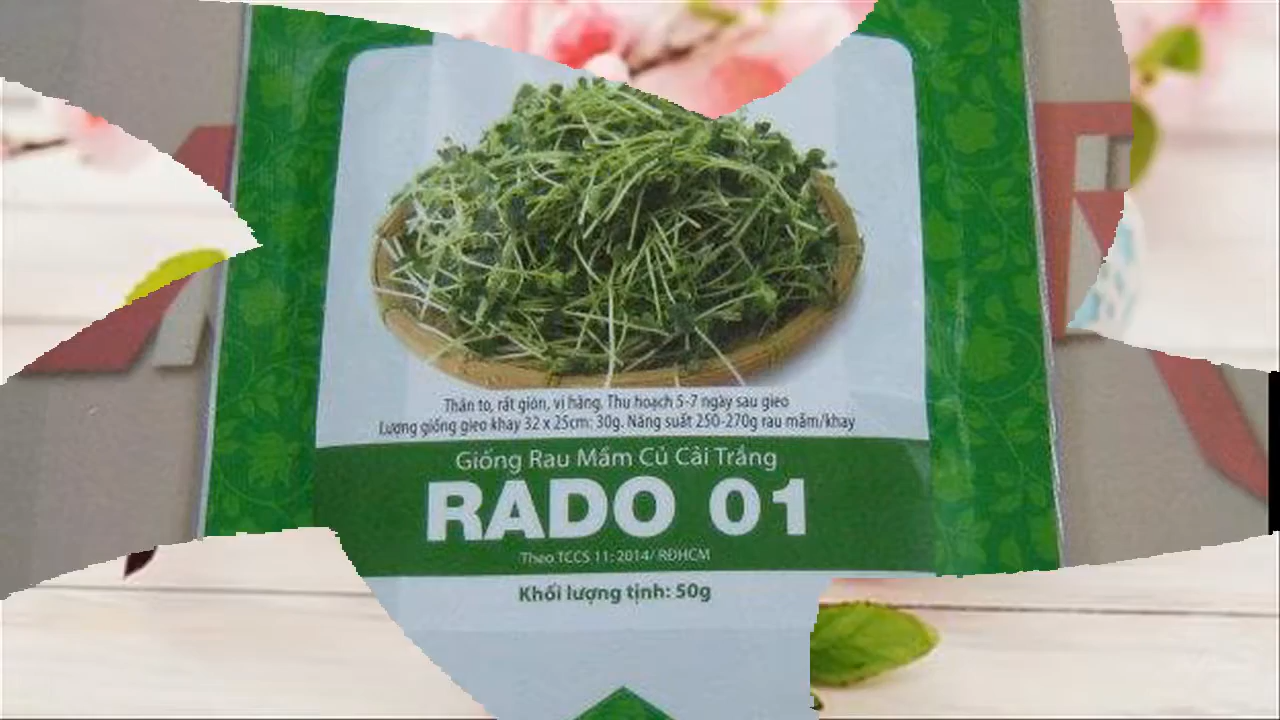 Thân to, rất giòn, vị hăng. Thu hoạch 5-7 ngày sau gieo
Lượng giống gieo khay 32 x 25cm: 30g. Năng suất 250-270g rau mầm/khay
Giống Rau Mầm Củ Cải Trắng
RADO 01
Theo TCCS 11: 2014/ RĐHCM
Khối lượng tịnh: 50g